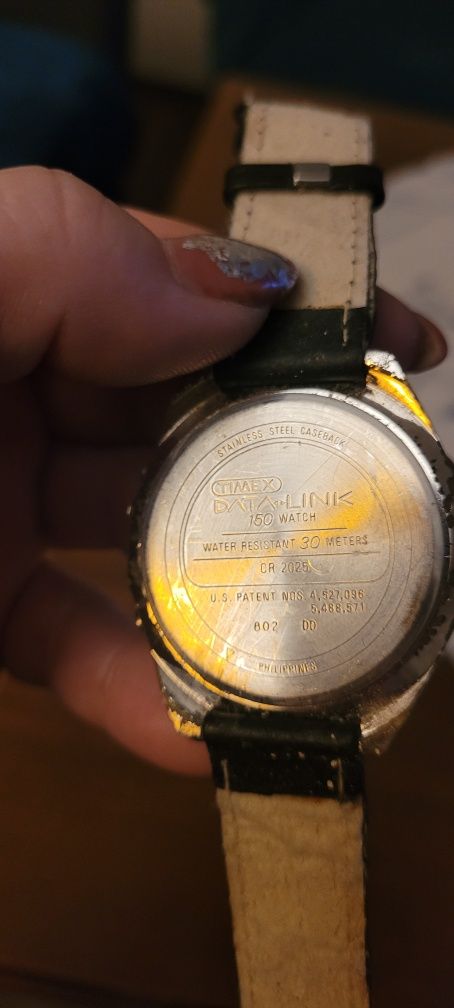 STAINLESS STEEL CASEBACK
TIMEX
DATA LINK
150 WATCH
WATER RESISTANT 30 METERS
CR 2025
U.S. PATENT NOS. 4,527,096
5,488,571
802 DD
PHILIPPINES